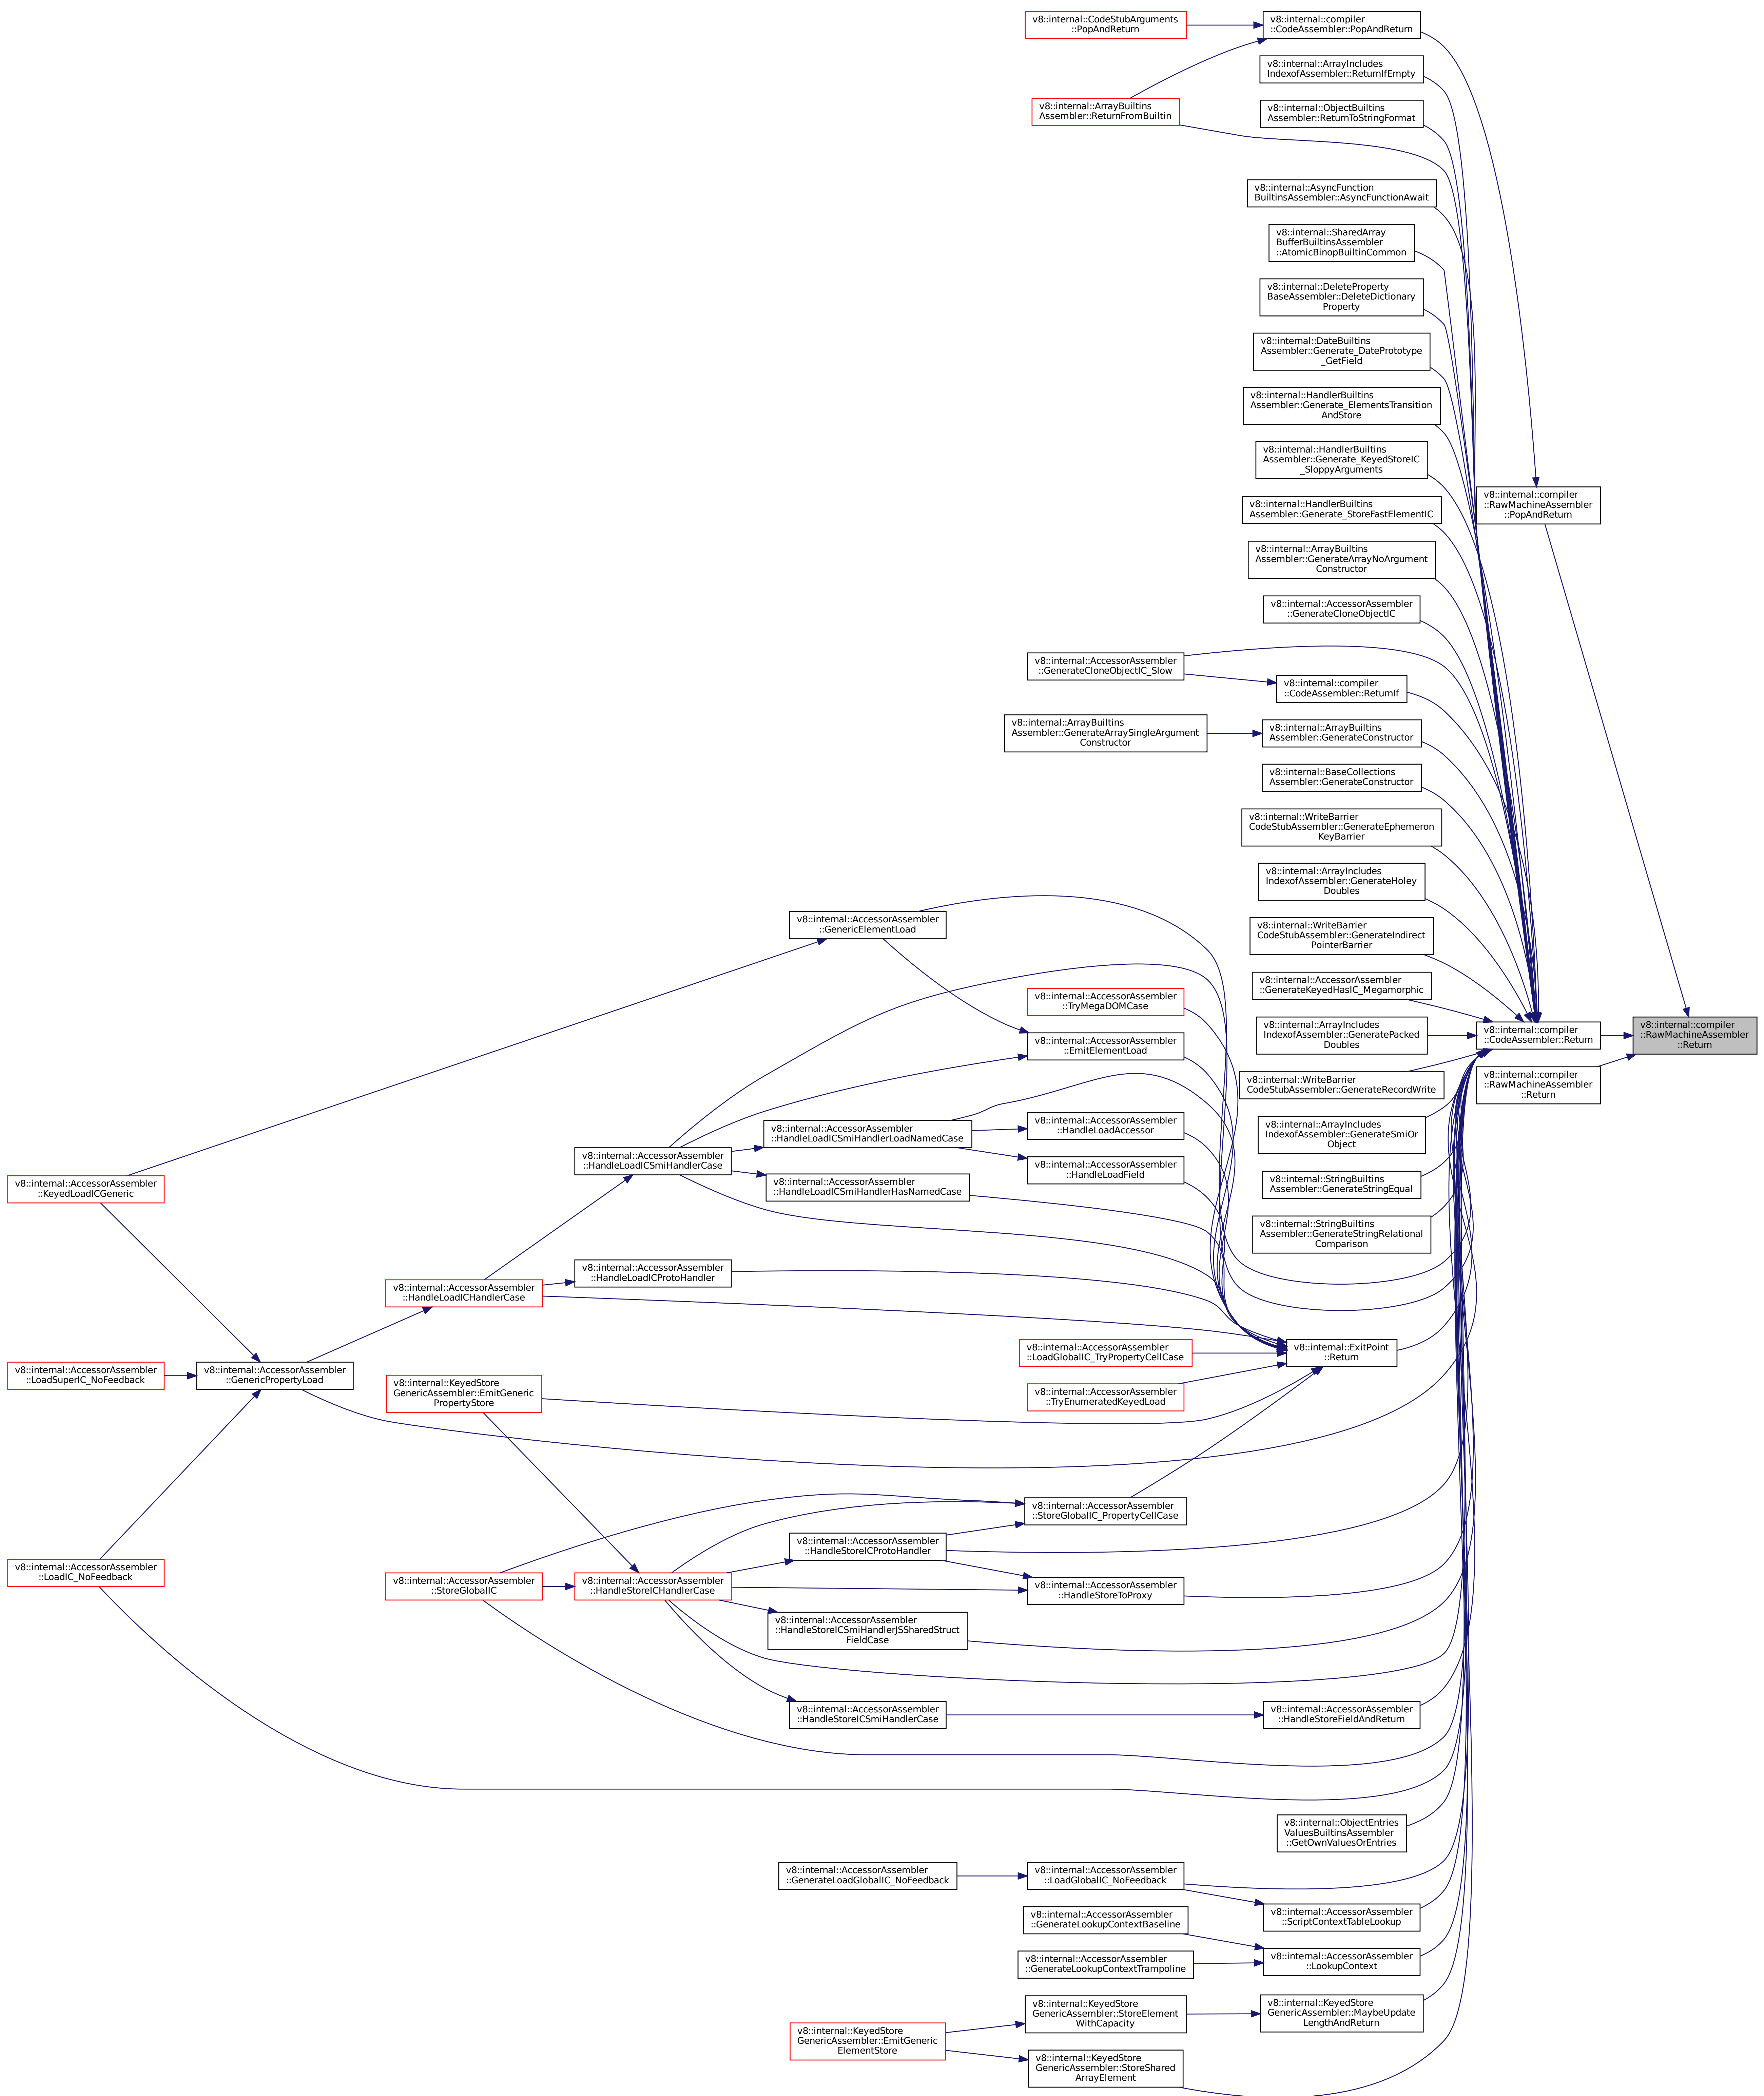 v8::internal::CodeStubArguments
::PopAndReturn
v8::internal::compiler
::CodeAssembler::PopAndReturn
v8::internal::ArrayIncludes
IndexofAssembler::ReturnIfEmpty
v8::internal::ArrayBuiltins
Assembler::ReturnFromBuiltin
v8::internal::ObjectBuiltins
Assembler::ReturnToStringFormat
v8::internal::AsyncFunction
BuiltinsAssembler::AsyncFunctionAwait
v8::internal::SharedArray
BufferBuiltinsAssembler
::AtomicBinopBuiltinCommon
v8::internal::DeleteProperty
BaseAssembler::DeleteDictionary
Property
v8::internal::DateBuiltins
Assembler::Generate_DatePrototype
_GetField
v8::internal::HandlerBuiltins
Assembler::Generate_ElementsTransition
AndStore
v8::internal::HandlerBuiltins
Assembler::Generate_KeyedStoreIC
_SloppyArguments
v8::internal::compiler
::RawMachineAssembler
::PopAndReturn
v8::internal::HandlerBuiltins
Assembler::Generate_StoreFastElementIC
v8::internal::ArrayBuiltins
Assembler::GenerateArrayNoArgument
Constructor
v8::internal::AccessorAssembler
::GenerateCloneObjectIC
v8::internal::AccessorAssembler
::GenerateCloneObjectIC_Slow
v8::internal::compiler
::CodeAssembler::ReturnIf
v8::internal::ArrayBuiltins
Assembler::GenerateArraySingleArgument
Constructor
v8::internal::ArrayBuiltins
Assembler::GenerateConstructor
v8::internal::BaseCollections
Assembler::GenerateConstructor
v8::internal::WriteBarrier
CodeStubAssembler::GenerateEphemeron
KeyBarrier
v8::internal::ArrayIncludes
IndexofAssembler::GenerateHoley
Doubles
v8::internal::AccessorAssembler
::GenericElementLoad
v8::internal::WriteBarrier
CodeStubAssembler::GenerateIndirect
PointerBarrier
v8::internal::AccessorAssembler
::GenerateKeyedHasIC_Megamorphic
v8::internal::AccessorAssembler
::TryMegaDOMCase
v8::internal::ArrayIncludes
IndexofAssembler::GeneratePacked
Doubles
v8::internal::compiler
::CodeAssembler::Return
v8::internal::compiler
::RawMachineAssembler
::Return
v8::internal::AccessorAssembler
::EmitElementLoad
v8::internal::WriteBarrier
CodeStubAssembler::GenerateRecordWrite
v8::internal::compiler
::RawMachineAssembler
::Return
v8::internal::AccessorAssembler
::HandleLoadICSmiHandlerLoadNamedCase
v8::internal::AccessorAssembler
::HandleLoadAccessor
v8::internal::ArrayIncludes
IndexofAssembler::GenerateSmiOr
Object
v8::internal::AccessorAssembler
::HandleLoadICSmiHandlerCase
v8::internal::AccessorAssembler
::HandleLoadField
v8::internal::AccessorAssembler
::KeyedLoadICGeneric
v8::internal::AccessorAssembler
::HandleLoadICSmiHandlerHasNamedCase
v8::internal::StringBuiltins
Assembler::GenerateStringEqual
v8::internal::StringBuiltins
Assembler::GenerateStringRelational
Comparison
v8::internal::AccessorAssembler
::HandleLoadICProtoHandler
v8::internal::AccessorAssembler
::HandleLoadICHandlerCase
v8::internal::ExitPoint
::Return
v8::internal::AccessorAssembler
::LoadGlobalIC_TryPropertyCellCase
v8::internal::AccessorAssembler
::LoadSuperIC_NoFeedback
v8::internal::AccessorAssembler
::GenericPropertyLoad
v8::internal::KeyedStore
GenericAssembler::EmitGeneric
PropertyStore
v8::internal::AccessorAssembler
::TryEnumeratedKeyedLoad
v8::internal::AccessorAssembler
::StoreGlobalIC_PropertyCellCase
v8::internal::AccessorAssembler
::HandleStoreICProtoHandler
v8::internal::AccessorAssembler
::LoadIC_NoFeedback
v8::internal::AccessorAssembler
::StoreGlobalIC
v8::internal::AccessorAssembler
::HandleStoreICHandlerCase
v8::internal::AccessorAssembler
::HandleStoreToProxy
v8::internal::AccessorAssembler
::HandleStoreICSmiHandlerJSSharedStruct
FieldCase
v8::internal::AccessorAssembler
::HandleStoreICSmiHandlerCase
v8::internal::AccessorAssembler
::HandleStoreFieldAndReturn
v8::internal::ObjectEntries
ValuesBuiltinsAssembler
::GetOwnValuesOrEntries
v8::internal::AccessorAssembler
::GenerateLoadGlobalIC_NoFeedback
v8::internal::AccessorAssembler
::LoadGlobalIC_NoFeedback
v8::internal::AccessorAssembler
::ScriptContextTableLookup
v8::internal::AccessorAssembler
::GenerateLookupContextBaseline
v8::internal::AccessorAssembler
::LookupContext
v8::internal::AccessorAssembler
::GenerateLookupContextTrampoline
v8::internal::KeyedStore
GenericAssembler::StoreElement
WithCapacity
v8::internal::KeyedStore
GenericAssembler::MaybeUpdate
LengthAndReturn
v8::internal::KeyedStore
GenericAssembler::EmitGeneric
ElementStore
v8::internal::KeyedStore
GenericAssembler::StoreShared
ArrayElement